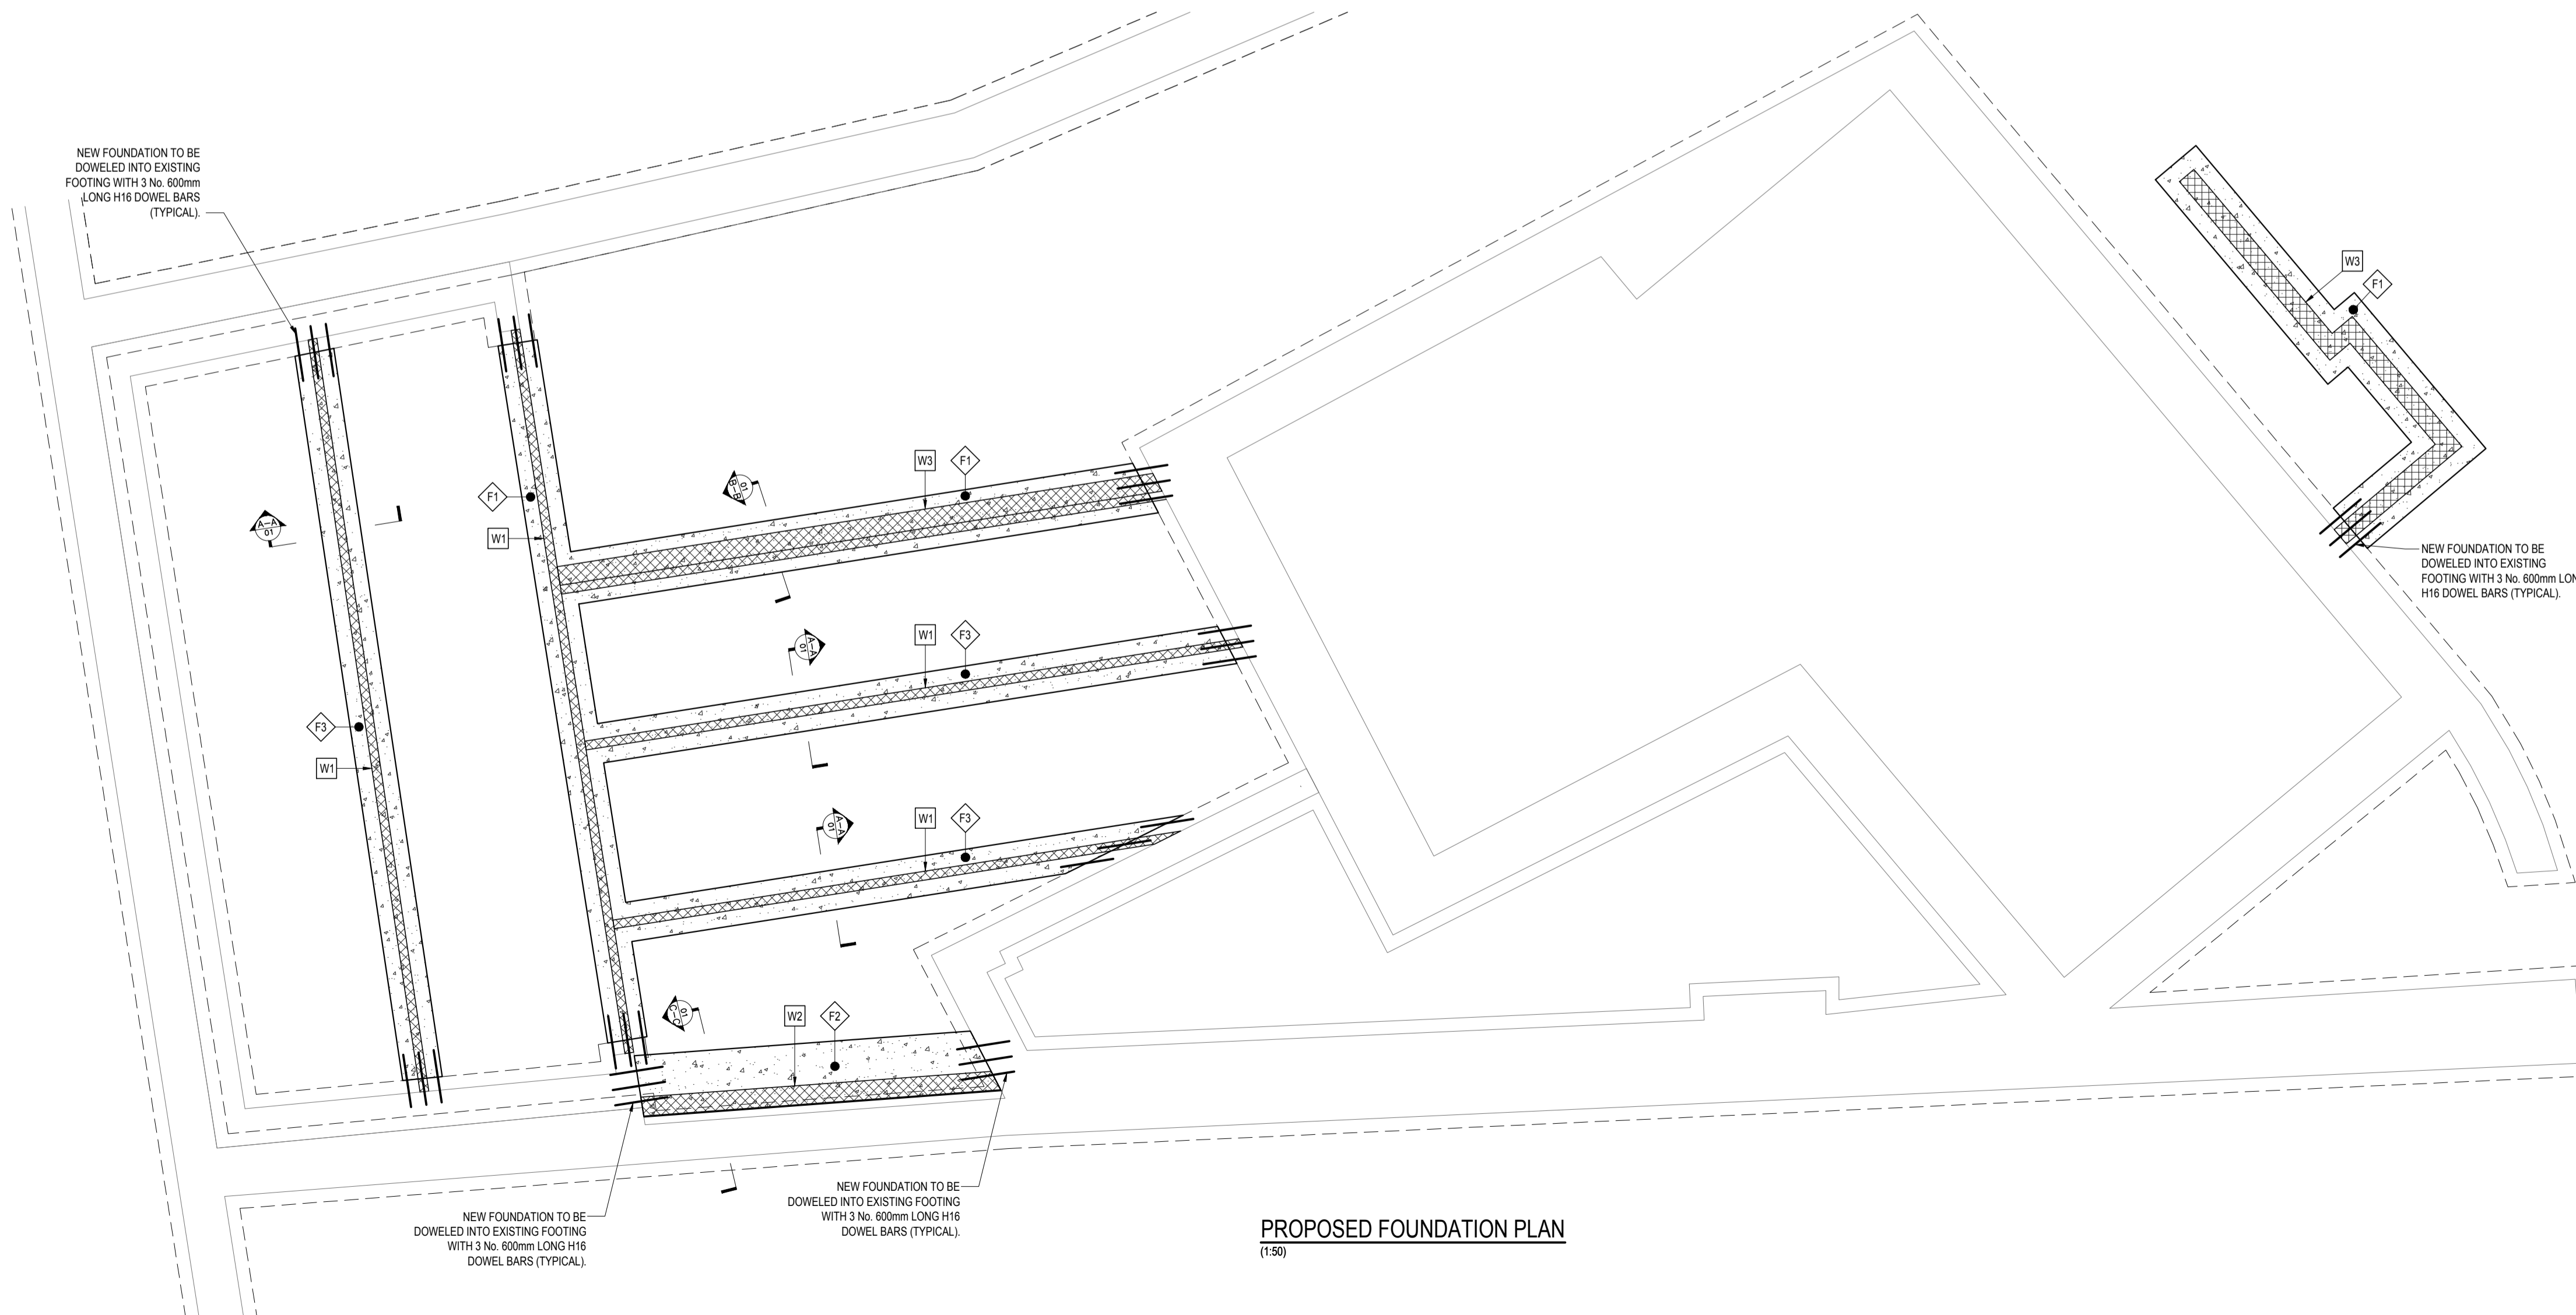 NEW FOUNDATION TO BE
DOWELED INTO EXISTING
FOOTING WITH 3 No. 600mm
LONG H16 DOWEL BARS
(TYPICAL).
W3
F1
B-B
01
W3
F1
F1
A-A
01
W1
NEW FOUNDATION TO BE
DOWELED INTO EXISTING
FOOTING WITH 3 No. 600mm LON
H16 DOWEL BARS (TYPICAL).
A-A
01
W1
F3
F3
W1
A-A
01
W1
F3
C-C
01
W2
F2
NEW FOUNDATION TO BE
DOWELED INTO EXISTING FOOTING
WITH 3 No. 600mm LONG H16
DOWEL BARS (TYPICAL).
NEW FOUNDATION TO BE
DOWELED INTO EXISTING FOOTING
WITH 3 No. 600mm LONG H16
DOWEL BARS (TYPICAL).
PROPOSED FOUNDATION PLAN
(1:50)